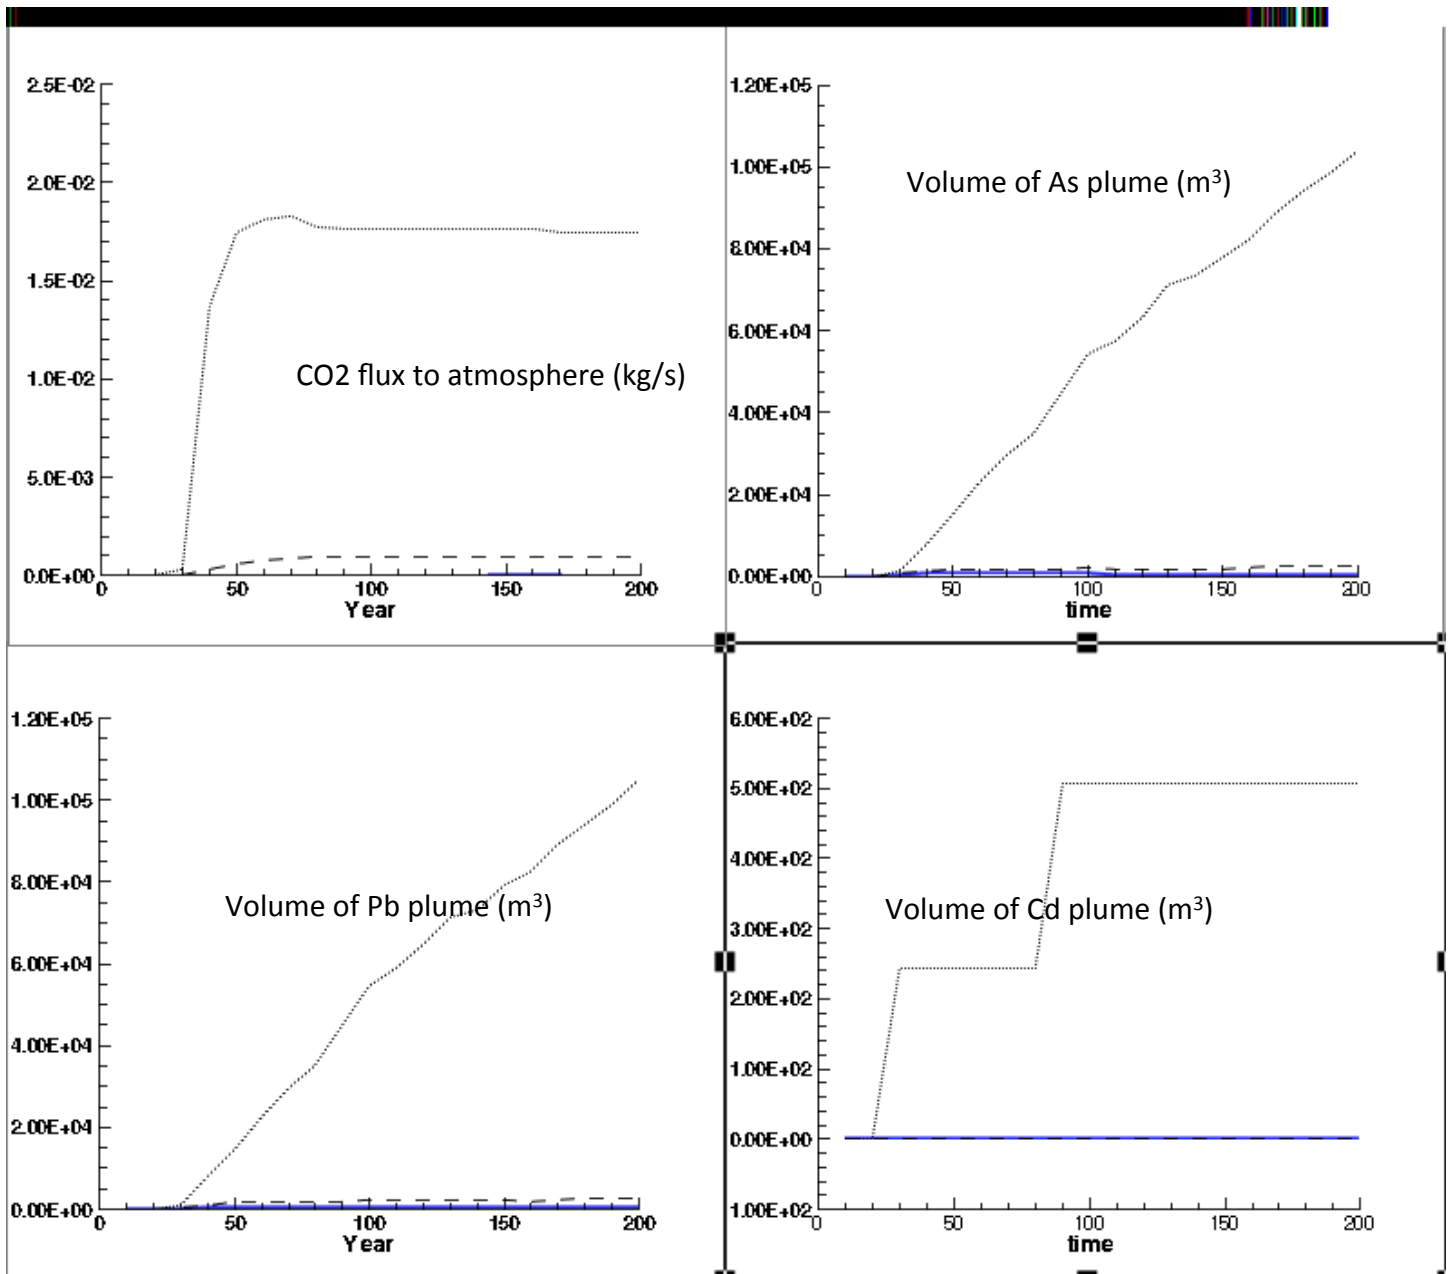 2.5E-02
2.0E-02
1.5E-02
1.0E-02
5.0E-03
0.0E+00
CO2 flux to atmosphere (kg/s)
0 50 100 150 200
Year
1.20E+05
1.00E+05
8.00E+04
6.00E+04
4.00E+04
2.00E+04
0.00E+00
Volume of As plume (m³)
0 50 100 150 200
time
1.20E+05
1.00E+05
8.00E+04
6.00E+04
4.00E+04
2.00E+04
0.00E+00
Volume of Pb plume (m³)
0 50 100 150 200
Year
6.00E+02
5.00E+02
4.00E+02
3.00E+02
2.00E+02
1.00E+02
0.00E+00
1.00E+02
Volume of Cd plume (m³)
0 50 100 150 200
time